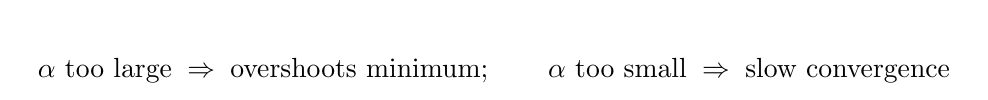 α too large ⇒ overshoots minimum; α too small ⇒ slow convergence